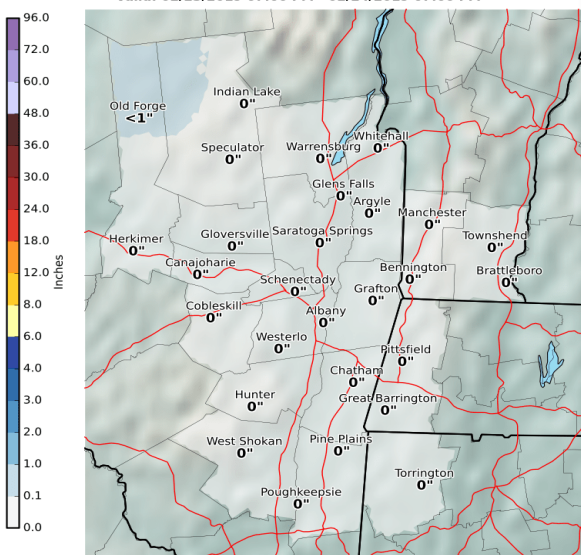 96.0
72.0
60.0
48.0
36.0
30.0
24.0
18.0
12.0
8.0
6.0
4.0
3.0
2.0
1.0
0.1
0.0
Inches
Indian Lake
0"
Old Forge
<1"
Whitehall
0"
Speculator
0"
Warrensburg
0"
Glens Falls
0"
Argyle
0"
Manchester
0"
Herkimer
0"
Gloversville
0"
Saratoga Springs
0"
Townshend
0"
Canajoharie
0"
Bennington
0"
Brattleboro
0"
Schenectady
0"
Grafton
0"
Cobleskill
0"
Albany
0"
Westerlo
0"
Pittsfield
0"
Chatham
0"
Hunter
0"
Great Barrington
0"
West Shokan
0"
Pine Plains
0"
Torrington
0"
Poughkeepsie
0"